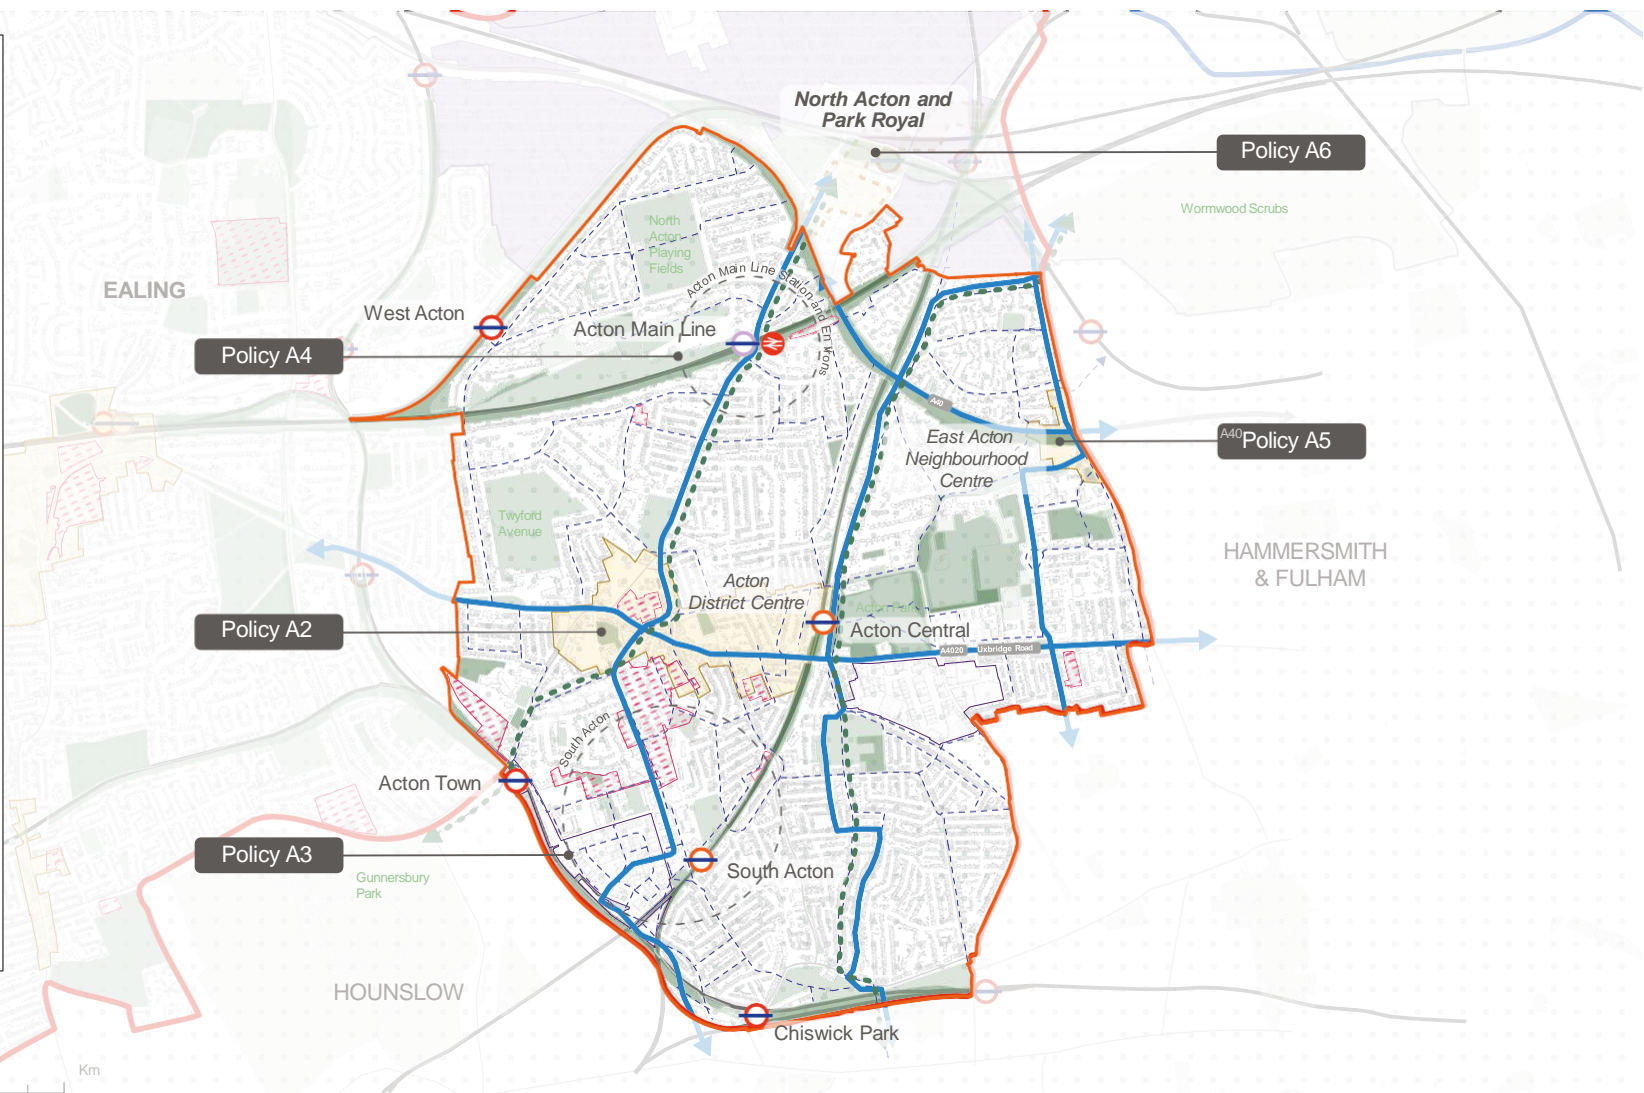 North Acton and
Park Royal
Policy A6
Wormwood Scrubs
North
Acton
Playing
Fields
EALING
Acton Main Line Station and Environs
West Acton
Acton Main Line
Policy A4
A40
East Acton
Neighbourhood
Centre
A40
Policy A5
Twyford
Avenue
HAMMERSMITH
& FULHAM
Acton
District Centre
Acton Park
Policy A2
Acton Central
A4020
Uxbridge Road
South Acton
Acton Town
Policy A3
Gunnersbury
Park
South Acton
HOUNSLOW
Chiswick Park
Km